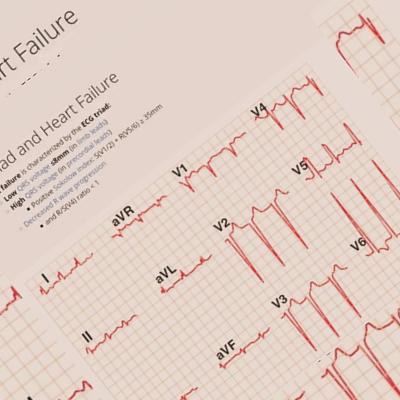 rt Failure
iad and Heart Failure
failure is characterized by the ECG triad:
Low QRS voltage ≤8mm (in limb leads)
High QRS voltage (in precordial leads)
• Positive Sokolow index: S(V1/2) + R(V5/6) ≥ 35mm
Decreased R wave progression
• and R/S(V4) ratio < 1
I
aVR
V1
V4
II
aVL
V2
V5
aVF
V3
V6